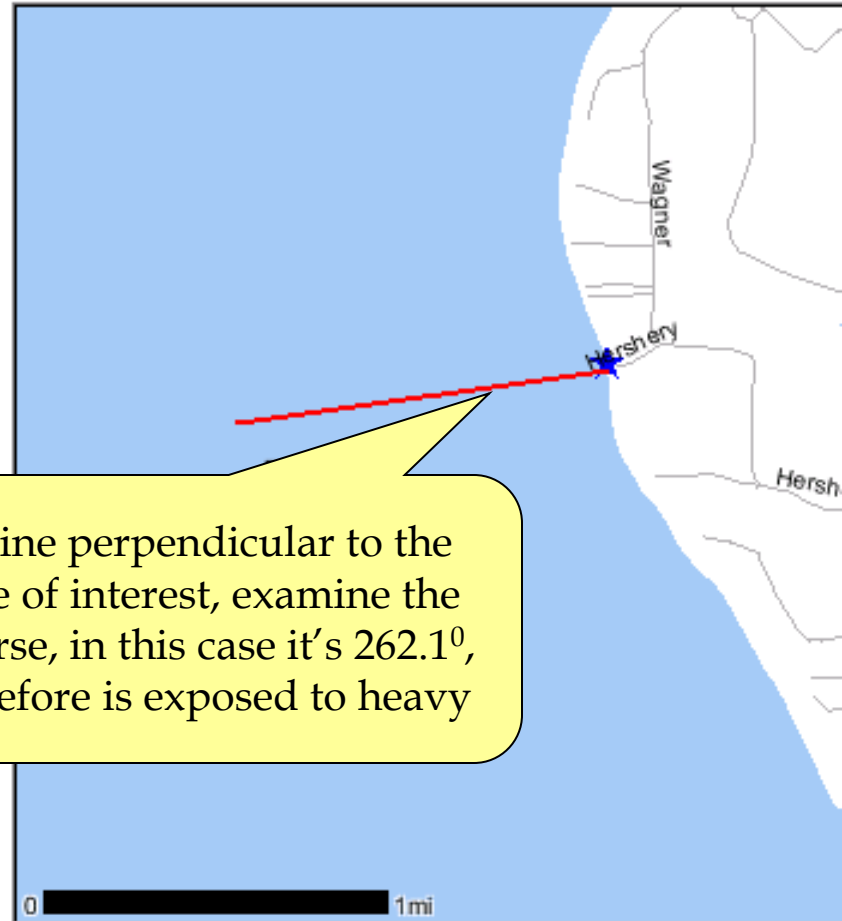 Wagner
Hershery
Hersh
ine perpendicular to the
e of interest, examine the
rse, in this case it's 262.1⁰,
efore is exposed to heavy
0 1mi